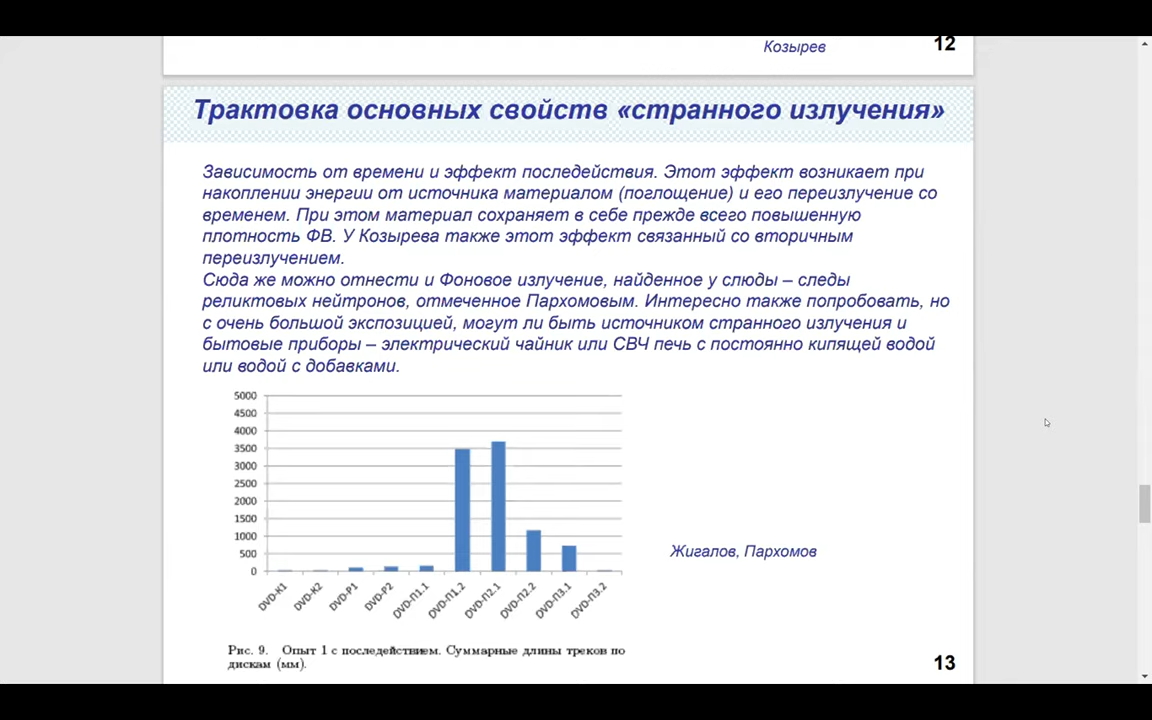 Козырев
12
Трактовка основных свойств «странного излучения»
Зависимость от времени и эффект последействия. Этот эффект возникает при
накоплении энергии от источника материалом (поглощение) и его переизлучение со
временем. При этом материал сохраняет в себе прежде всего повышенную
плотность ФВ. У Козырева также этот эффект связанный со вторичным
переизлучением.
Сюда же можно отнести и Фоновое излучение, найденное у слюды – следы
реликтовых нейтронов, отмеченное Пархомовым. Интересно также попробовать, но
с очень большой экспозицией, могут ли быть источником странного излучения и
бытовые приборы – электрический чайник или СВЧ печь с постоянно кипящей водой
или водой с добавками.
5000
4500
4000
3500
3000
2500
2000
1500
1000
500
0
DVD-К1
DVD-К2
DVD-Р1
DVD-Р2
DVD-П1.1
DVD-П1.2
DVD-П2.1
DVD-П2.2
DVD-П3.1
DVD-П3.2
Жигалов, Пархомов
Рис. 9. Опыт 1 с последействием. Суммарные длины треков по
дискам (мм).
13